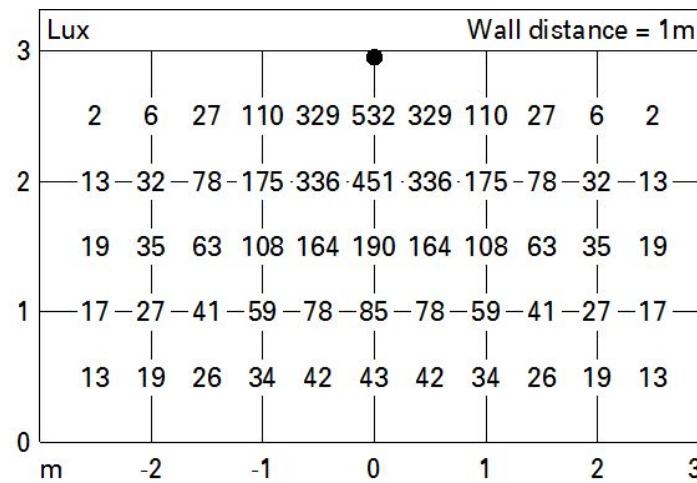 Lux Wall distance = 1m
3
2 6 27 110 329 532 329 110 27 6 2
2 13 32 78 175 336 451 336 175 78 32 13
19 35 63 108 164 190 164 108 63 35 19
1 17 27 41 59 78 85 78 59 41 27 17
13 19 26 34 42 43 42 34 26 19 13
0
m -2 -1 0 1 2 3